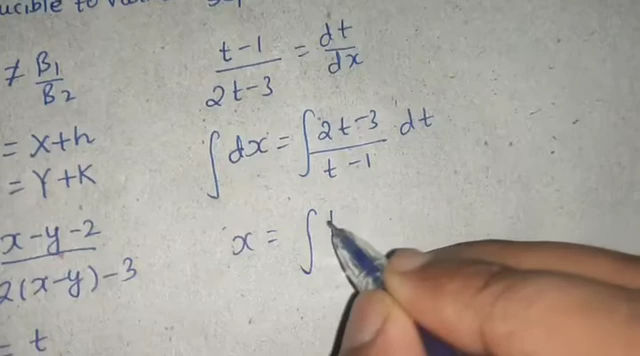 ucible to
≠ B₁/B₂
= X+h
= Y+K
x-y-2 / 2(x-y)-3
= t
t-1 / 2t-3 = dt/dx
∫dx = ∫ 2t-3 / t-1 dt
x = ∫